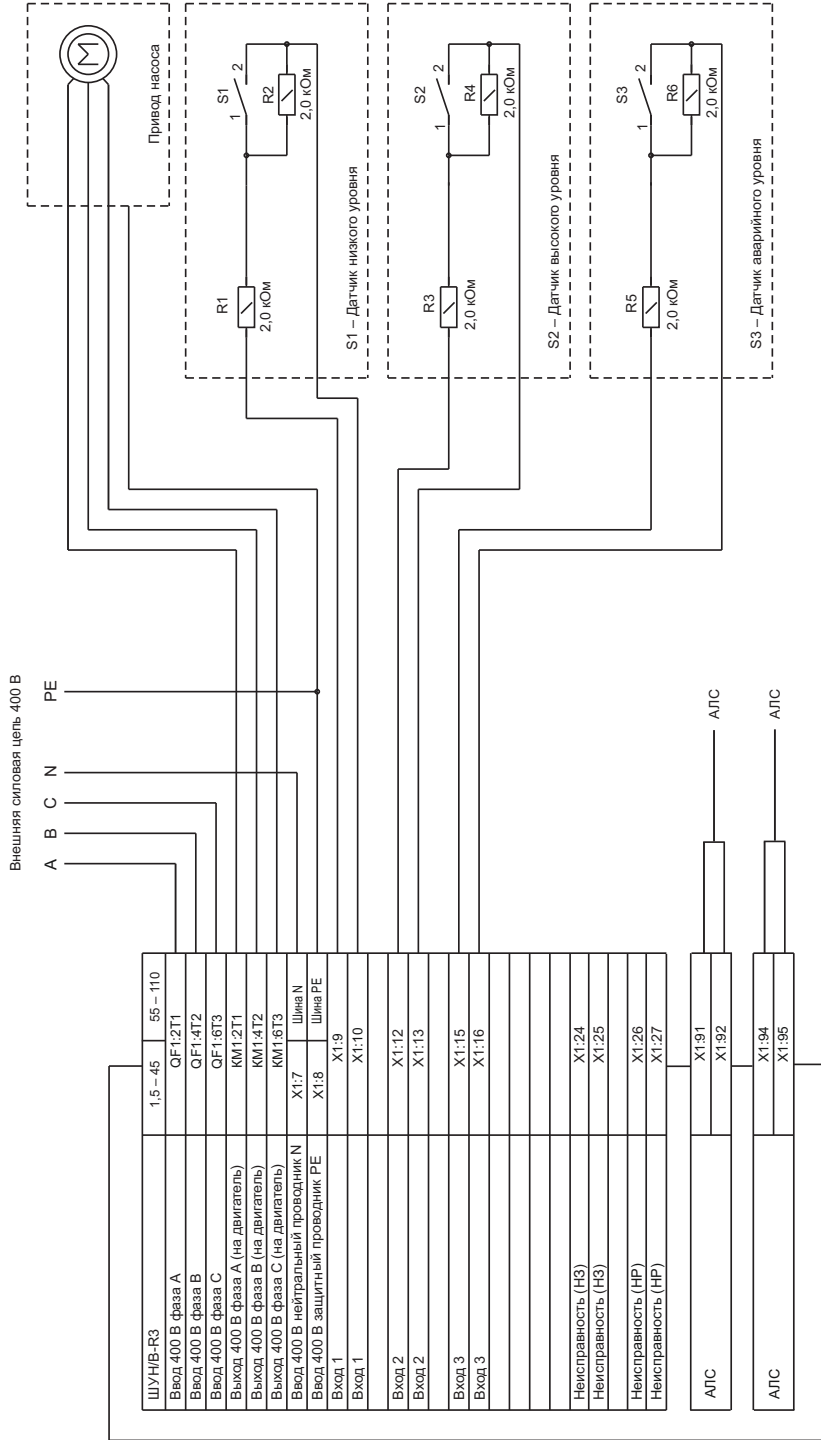 Внешняя силовая цепь 400 В
A B C N PE
ШУН/В-R3 1,5 – 45 55 – 110
Ввод 400 В фаза А QF1:2T1
Ввод 400 В фаза В QF1:4T2
Ввод 400 В фаза С QF1:6T3
Выход 400 В фаза А (на двигатель) KM1:2T1
Выход 400 В фаза В (на двигатель) KM1:4T2
Выход 400 В фаза С (на двигатель) KM1:6T3
Ввод 400 В нейтральный проводник N X1:7 Шина N
Ввод 400 В защитный проводник PE X1:8 Шина PE
Вход 1 X1:9
Вход 1 X1:10
Вход 2 X1:12
Вход 2 X1:13
Вход 3 X1:15
Вход 3 X1:16
Неисправность (НЗ) X1:24
Неисправность (НЗ) X1:25
Неисправность (НР) X1:26
Неисправность (НР) X1:27
АЛС X1:91
X1:92
АЛС
АЛС X1:94
X1:95
АЛС
M
Привод насоса
R1
2,0 кОм
S1
1 2
R2
2,0 кОм
S1 – Датчик низкого уровня
R3
2,0 кОм
S2
1 2
R4
2,0 кОм
S2 – Датчик высокого уровня
R5
2,0 кОм
S3
1 2
R6
2,0 кОм
S3 – Датчик аварийного уровня